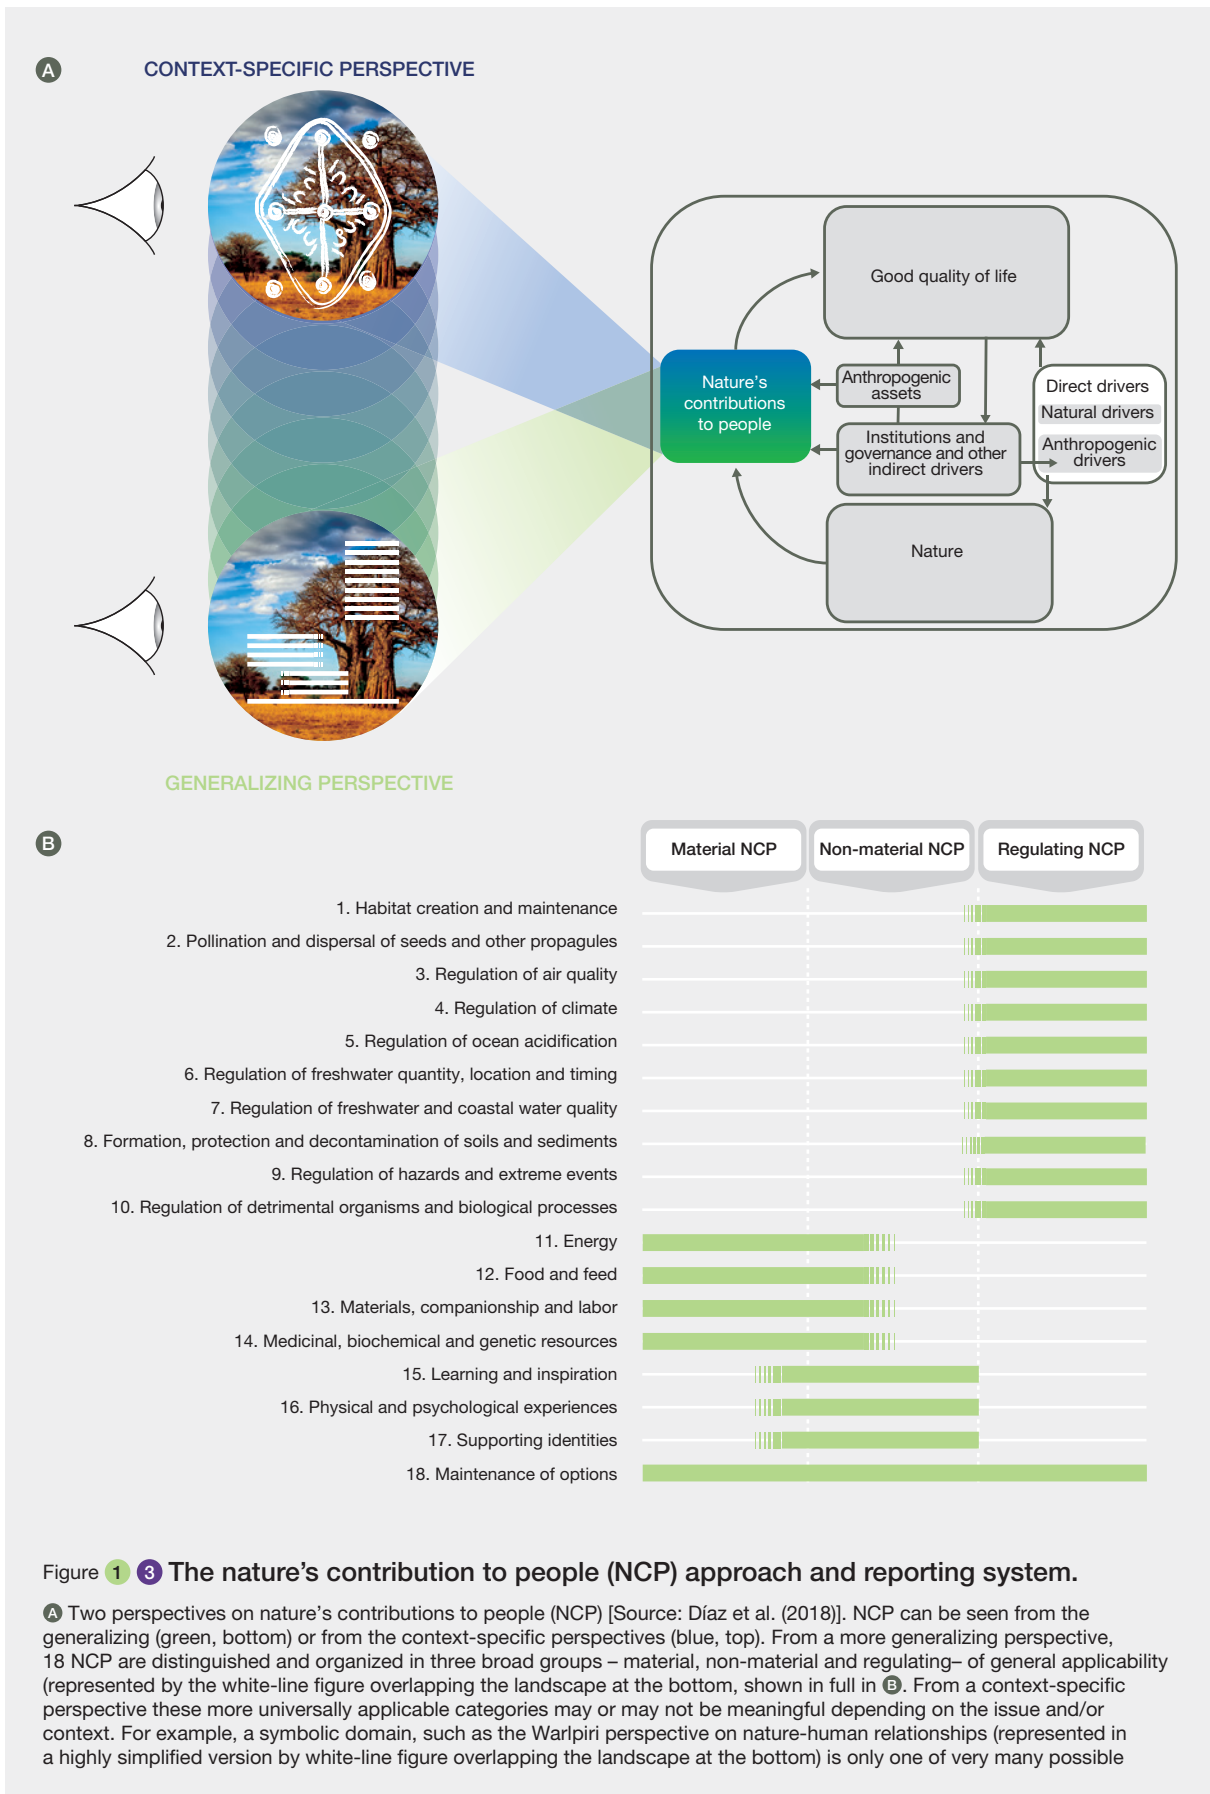 A
CONTEXT-SPECIFIC PERSPECTIVE
Good quality of life
Nature's
contributions
to people
Anthropogenic
assets
Direct drivers
Natural drivers
Anthropogenic
drivers
Institutions and
governance and other
indirect drivers
Nature
GENERALIZING PERSPECTIVE
B
Material NCP
Non-material NCP
Regulating NCP
1. Habitat creation and maintenance
2. Pollination and dispersal of seeds and other propagules
3. Regulation of air quality
4. Regulation of climate
5. Regulation of ocean acidification
6. Regulation of freshwater quantity, location and timing
7. Regulation of freshwater and coastal water quality
8. Formation, protection and decontamination of soils and sediments
9. Regulation of hazards and extreme events
10. Regulation of detrimental organisms and biological processes
11. Energy
12. Food and feed
13. Materials, companionship and labor
14. Medicinal, biochemical and genetic resources
15. Learning and inspiration
16. Physical and psychological experiences
17. Supporting identities
18. Maintenance of options
Figure 1 3 The nature's contribution to people (NCP) approach and reporting system.
A Two perspectives on nature's contributions to people (NCP) [Source: Díaz et al. (2018)]. NCP can be seen from the
generalizing (green, bottom) or from the context-specific perspectives (blue, top). From a more generalizing perspective,
18 NCP are distinguished and organized in three broad groups – material, non-material and regulating– of general applicability
(represented by the white-line figure overlapping the landscape at the bottom, shown in full in B. From a context-specific
perspective these more universally applicable categories may or may not be meaningful depending on the issue and/or
context. For example, a symbolic domain, such as the Warlpiri perspective on nature-human relationships (represented in
a highly simplified version by white-line figure overlapping the landscape at the bottom) is only one of very many possible